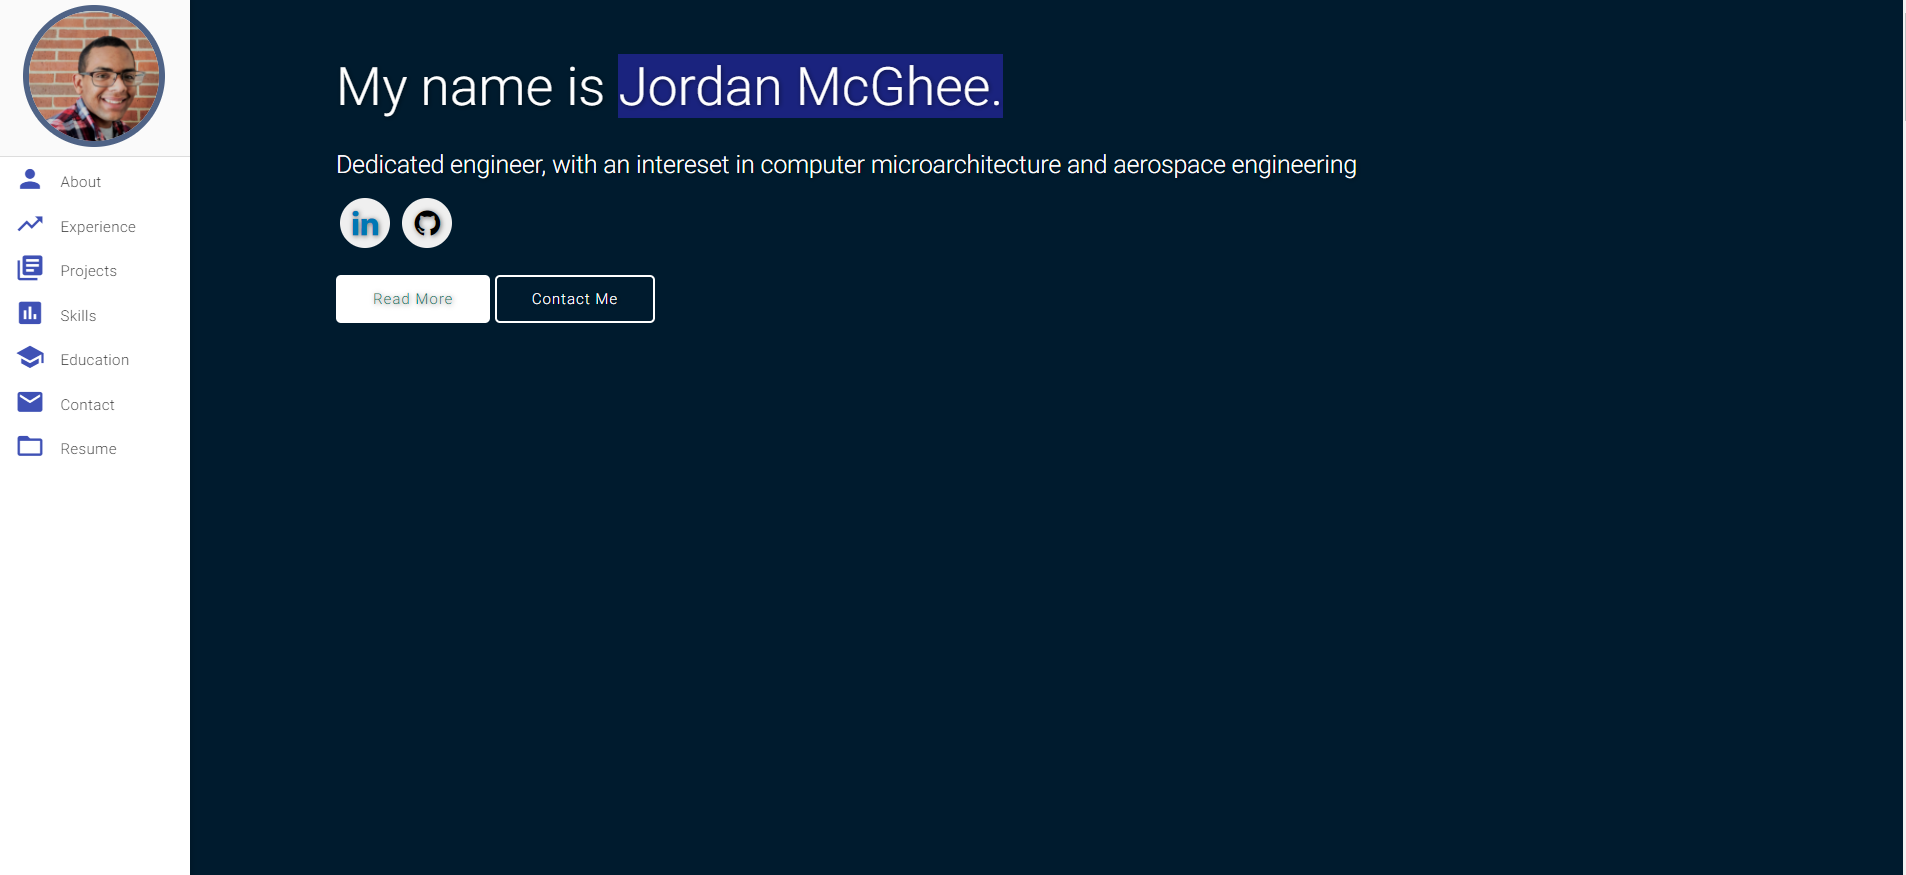 About
Experience
Projects
Skills
Education
Contact
Resume
My name is Jordan McGhee.
Dedicated engineer, with an intereset in computer microarchitecture and aerospace engineering
in
Read More
Contact Me